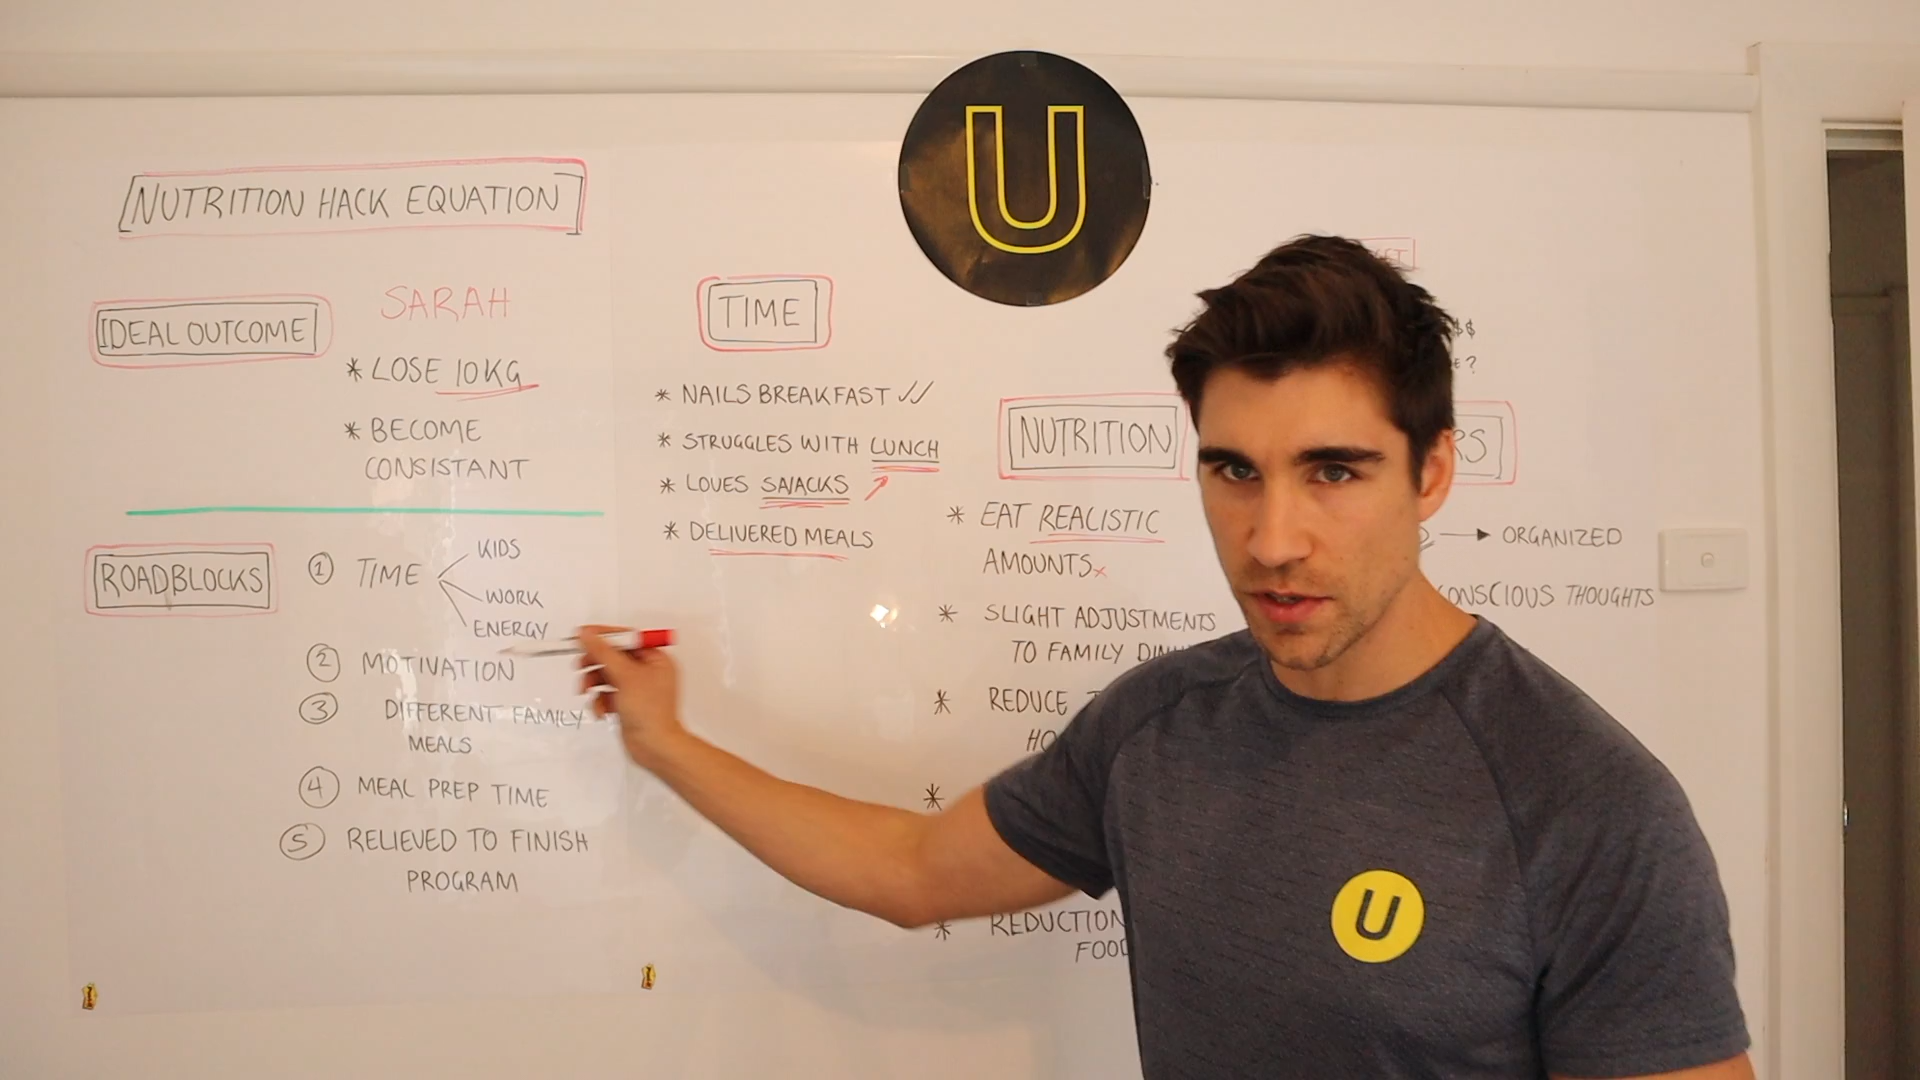 U
NUTRITION HACK EQUATION
IDEAL OUTCOME
SARAH
* LOSE 10KG
* BECOME
CONSISTANT
ROADBLOCKS
1 TIME
KIDS
WORK
ENERGY
2 MOTIVATION
3 DIFFERENT FAMILY
MEALS
4 MEAL PREP TIME
5 RELIEVED TO FINISH
PROGRAM
TIME
* NAILS BREAKFAST ✓✓
* STRUGGLES WITH LUNCH
* LOVES SNACKS
* DELIVERED MEALS
NUTRITION
* EAT REALISTIC
AMOUNTS
* SLIGHT ADJUSTMENTS
TO FAMILY
* REDUCE
*
* REDUCTION
ORGANIZED
THOUGHTS
U